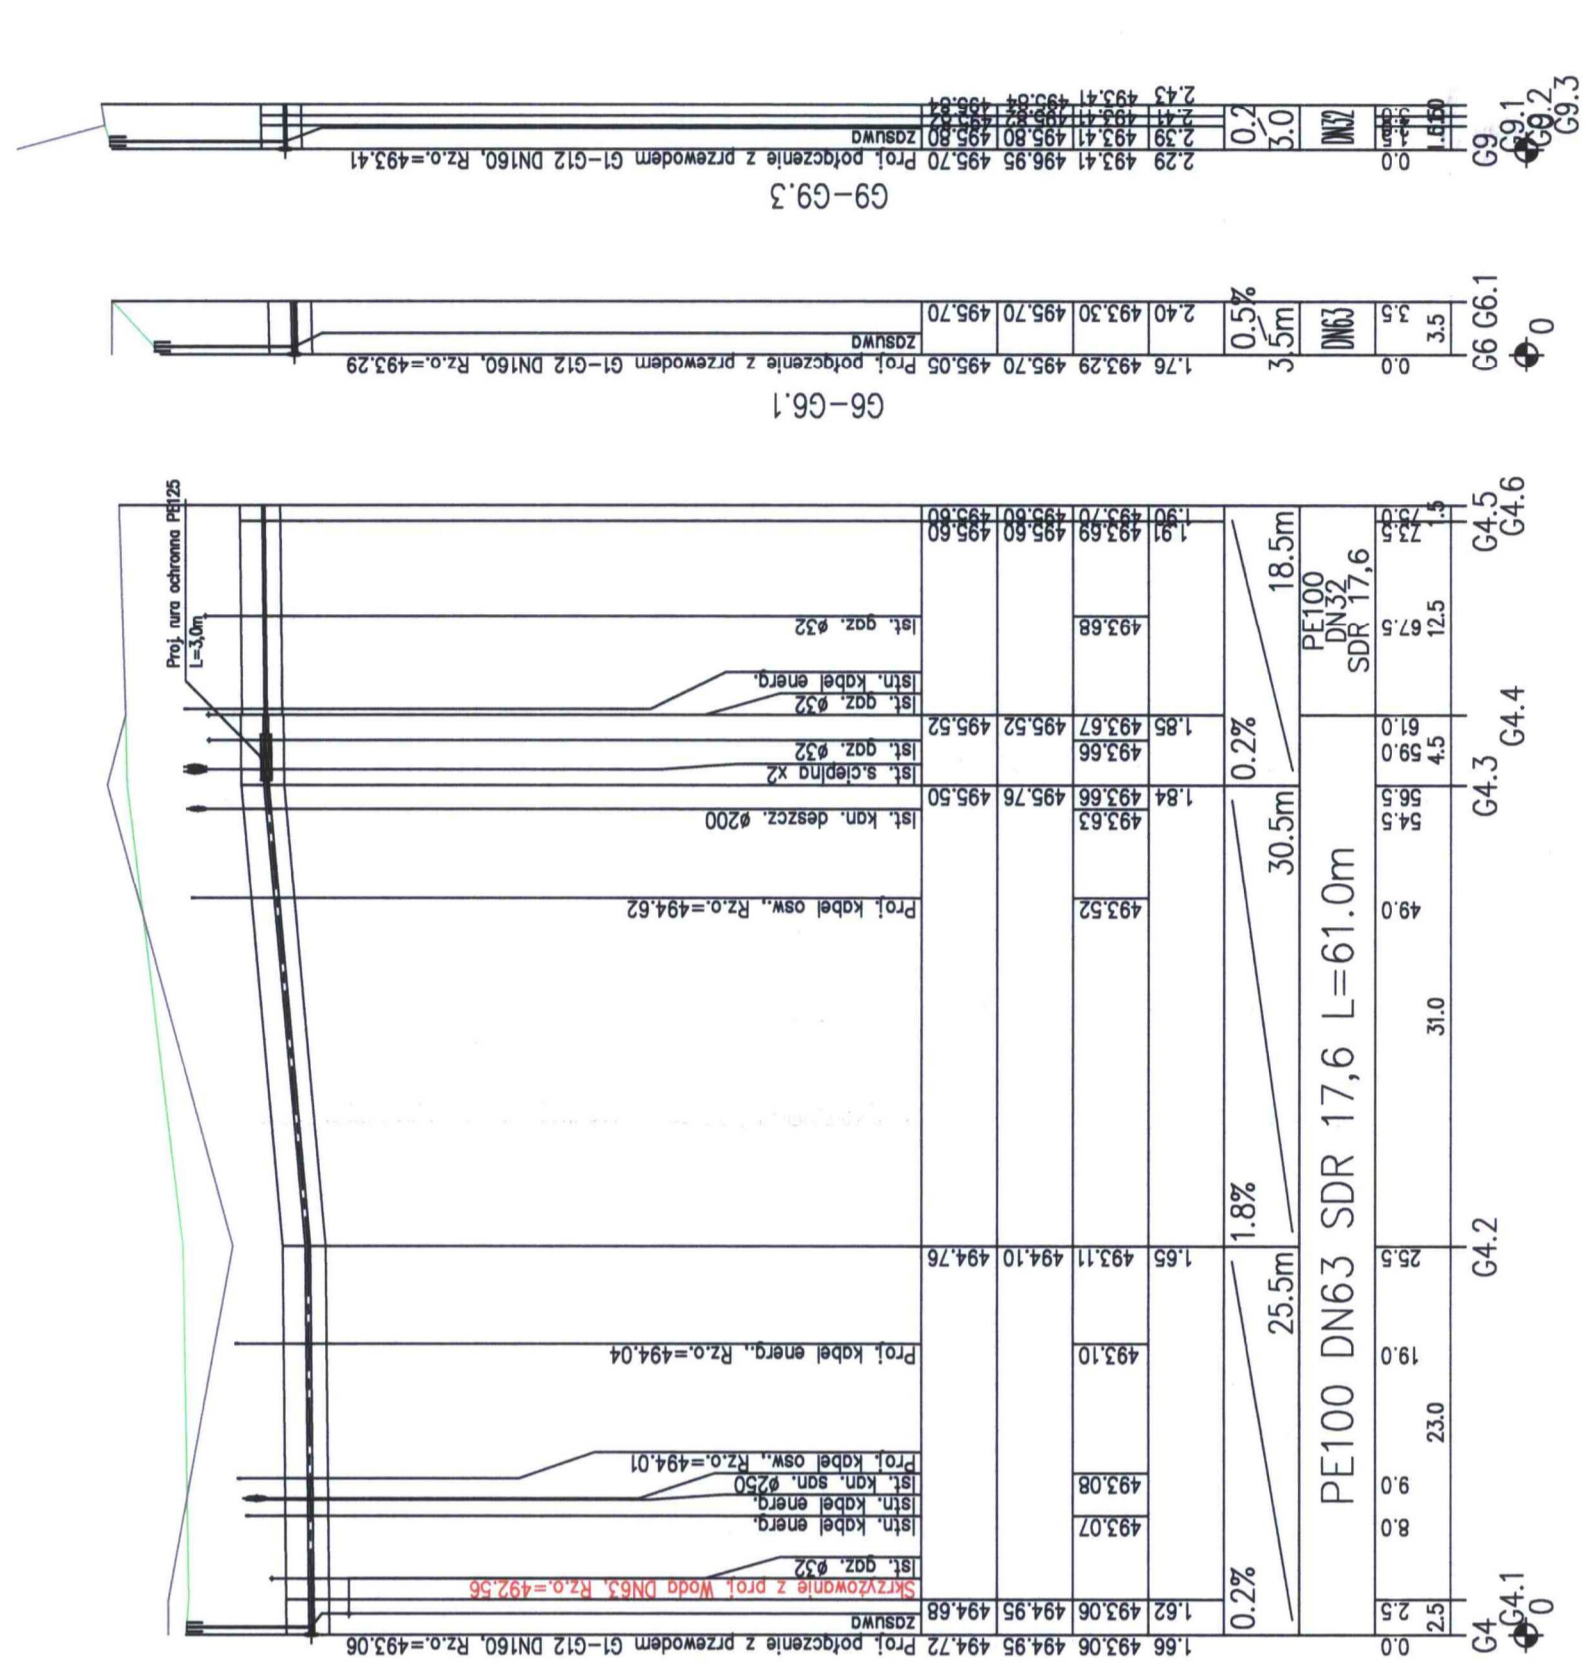 G9-G9.3
Proj. połączenie z przewodem G1-G12 DN160, Rz.o.=493.41
zasuwa
495.70 495.80
496.95 495.80
493.41 493.41 493.41 493.41
2.29 2.39 2.41 2.43
0.2
3.0
DN32
0.0
G9 G9.1 G9.2 G9.3
G6-G6.1
Proj. połączenie z przewodem G1-G12 DN160, Rz.o.=493.29
zasuwa
495.05 495.70
495.70 495.70
493.29 493.30
1.76 2.40
0.5%
3.5m
DN63
0.0 3.5
3.5
G6 G6.1
0
Proj. rura ochronna PE125
L=3,0m
Proj. połączenie z przewodem G1-G12 DN160, Rz.o.=493.06
zasuwa
Skrzyżowanie z proj. Woda DN63, Rz.o.=492.56
Ist. gaz. ø32
Istn. kabel energ.
Istn. kabel energ.
Ist. kan. san. ø250
Proj. kabel osw., Rz.o.=494.01
Proj. kabel energ., Rz.o.=494.04
Proj. kabel osw., Rz.o.=494.62
Ist. kan. deszcz. ø200
Ist. s.cieplna x2
Ist. gaz. ø32
Ist. gaz. ø32
Istn. kabel energ.
Ist. gaz. ø32
494.72 494.68 494.76 495.50 495.52 495.60 495.60
494.95 494.95 494.10 495.76 495.52 495.60 495.60
493.06 493.06 493.07 493.08 493.10 493.11 493.52 493.63 493.66 493.66 493.67 493.68 493.69 493.70
1.66 1.62 1.65 1.84 1.85 1.91 1.90
0.2% 1.8% 0.2%
25.5m 30.5m 18.5m
PE100 DN63 SDR 17,6 L=61.0m
PE100
DN32
SDR 17,6
0.0 2.5 8.0 9.0 19.0 25.5 49.0 54.5 56.5 59.0 61.0 67.5 73.5 75.0
2.5 23.0 31.0 4.5 12.5 1.5
G4 G4.1 G4.2 G4.3 G4.4 G4.5 G4.6
0